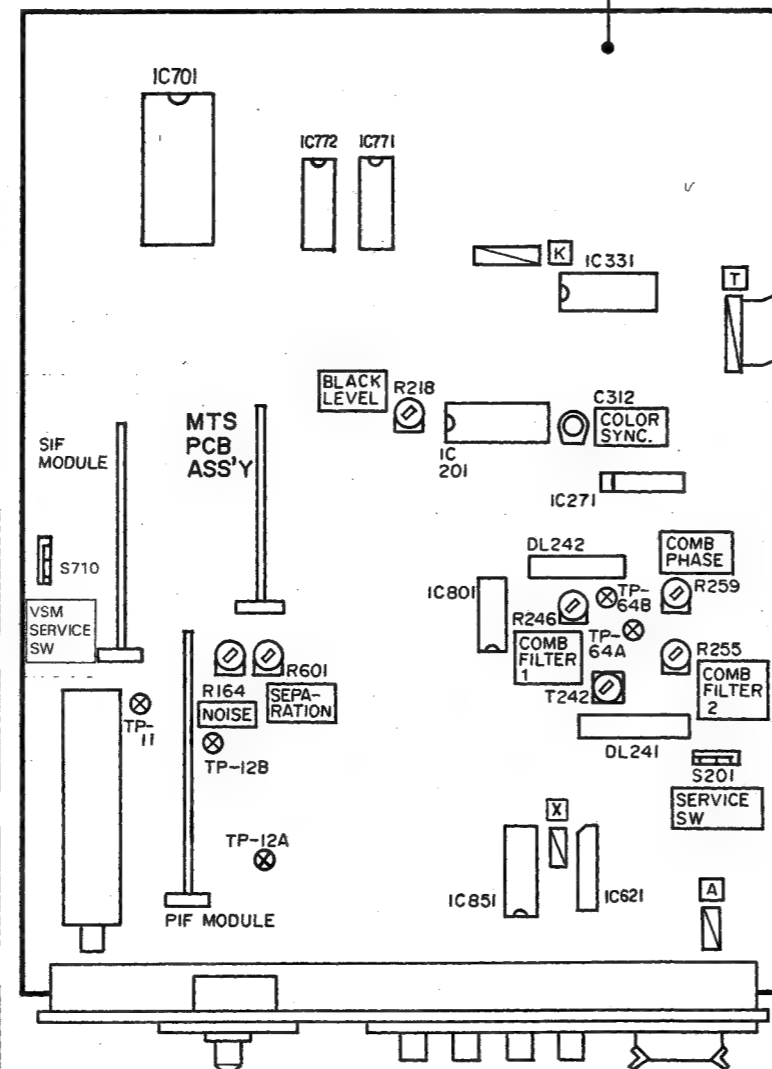 IC701
IC772
IC771
K
IC331
T
BLACK
LEVEL
R218
C312
COLOR
SYNC.
MTS
PCB
ASS'Y
SIF
MODULE
IC
201
IC271
S710
DL242
COMB
PHASE
IC801
R246
TP-
64B
R259
VSM
SERVICE
SW
COMB
FILTER
1
TP-
64A
R255
COMB
FILTER
2
R164
NOISE
R601
SEPA-
RATION
T242
TP-
11
TP-12B
DL241
S201
SERVICE
SW
X
TP-12A
IC851
IC621
A
PIF MODULE